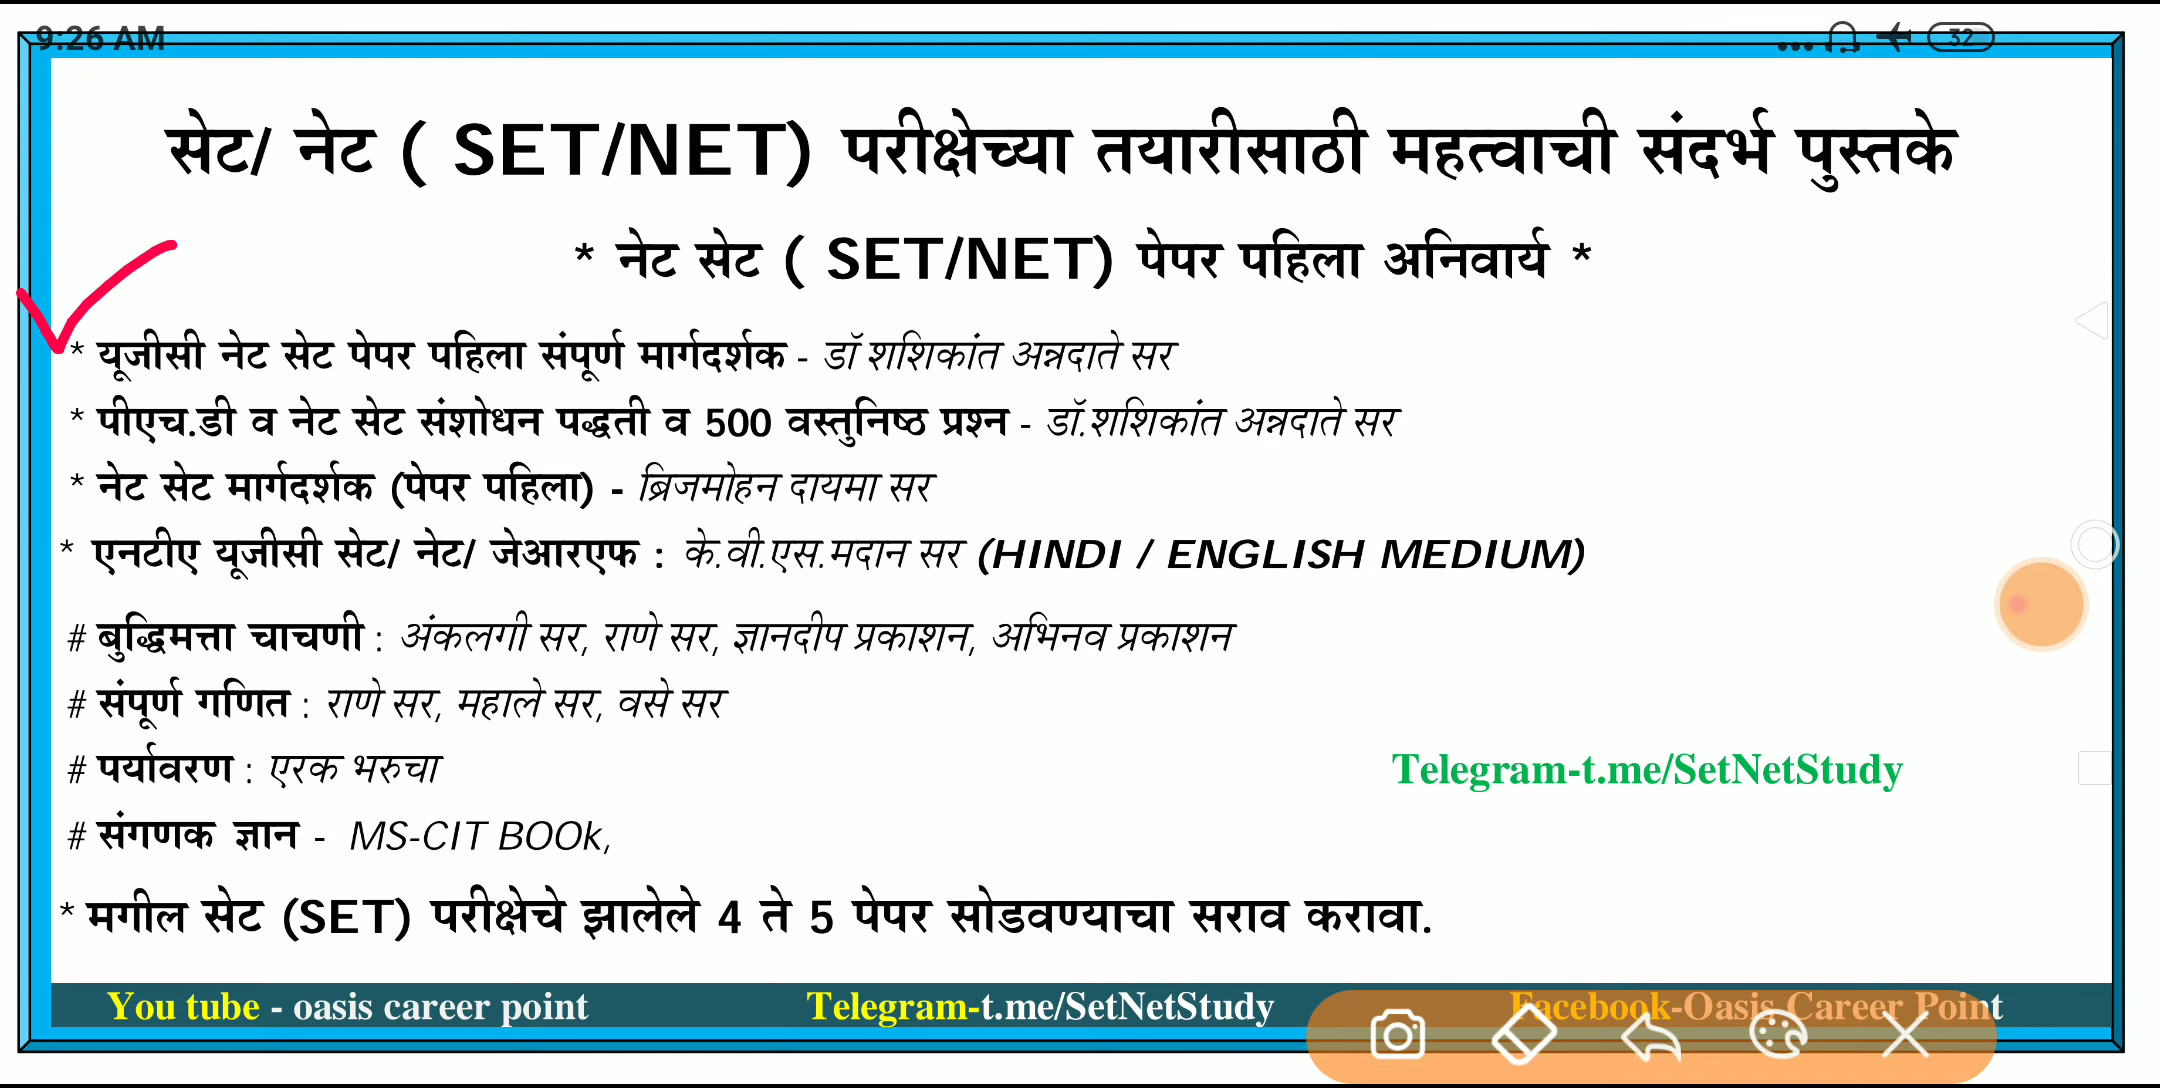 9:26 AM
32
सेट/ नेट ( SET/NET) परीक्षेच्या तयारीसाठी महत्वाची संदर्भ पुस्तके
* नेट सेट ( SET/NET) पेपर पहिला अनिवार्य *
* यूजीसी नेट सेट पेपर पहिला संपूर्ण मार्गदर्शक - डॉ शशिकांत अन्नदाते सर
* पीएच.डी व नेट सेट संशोधन पद्धती व 500 वस्तुनिष्ठ प्रश्न - डॉ.शशिकांत अन्नदाते सर
* नेट सेट मार्गदर्शक (पेपर पहिला) - ब्रिजमोहन दायमा सर
* एनटीए यूजीसी सेट/ नेट/ जेआरएफ : के.वी.एस.मदान सर (HINDI / ENGLISH MEDIUM)
# बुद्धिमत्ता चाचणी : अंकलगी सर, राणे सर, ज्ञानदीप प्रकाशन, अभिनव प्रकाशन
# संपूर्ण गणित : राणे सर, महाले सर, वसे सर
# पर्यावरण : एरक भरुचा
Telegram-t.me/SetNetStudy
# संगणक ज्ञान - MS-CIT BOOk,
* मगील सेट (SET) परीक्षेचे झालेले 4 ते 5 पेपर सोडवण्याचा सराव करावा.
You tube - oasis career point Telegram-t.me/SetNetStudy Facebook-Oasis Career Point